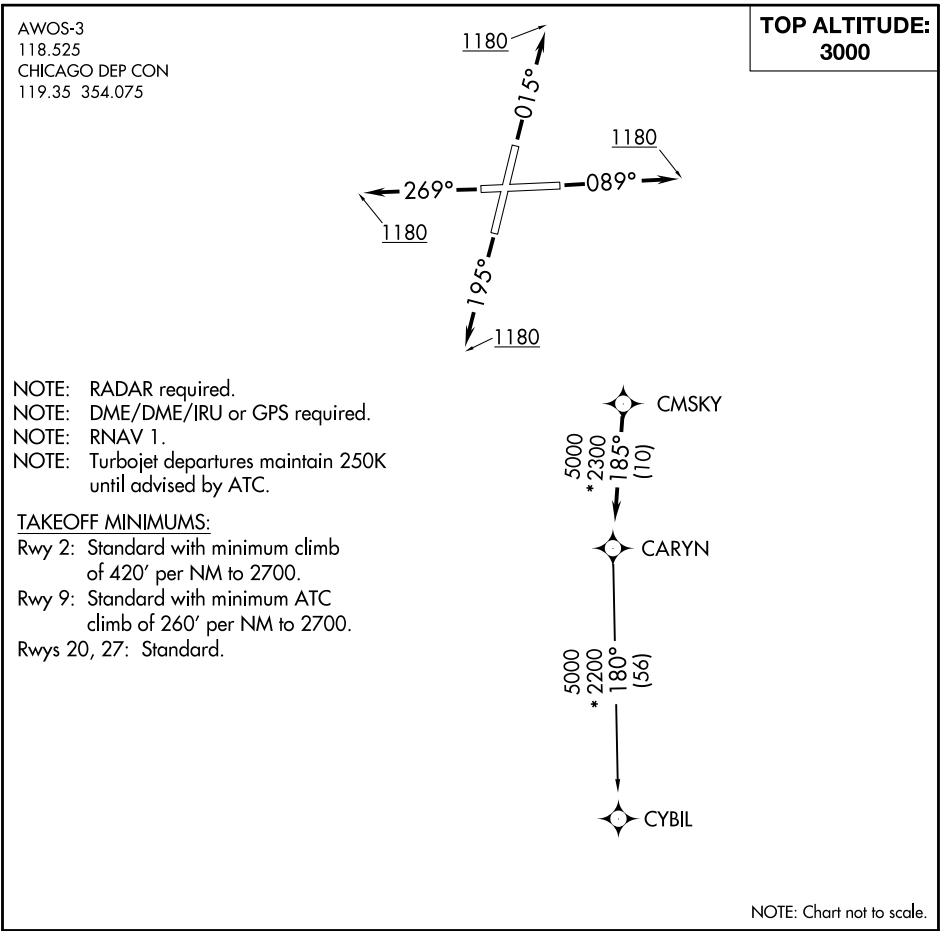 AWOS-3
118.525
CHICAGO DEP CON
119.35 354.075
TOP ALTITUDE:
3000
1180
015°
1180
089°
269°
1180
195°
1180
NOTE: RADAR required.
NOTE: DME/DME/IRU or GPS required.
NOTE: RNAV 1.
NOTE: Turbojet departures maintain 250K
until advised by ATC.
TAKEOFF MINIMUMS:
Rwy 2: Standard with minimum climb
of 420' per NM to 2700.
Rwy 9: Standard with minimum ATC
climb of 260' per NM to 2700.
Rwys 20, 27: Standard.
CMSKY
5000
*2300
185°
(10)
CARYN
5000
*2200
180°
(56)
CYBIL
NOTE: Chart not to scale.